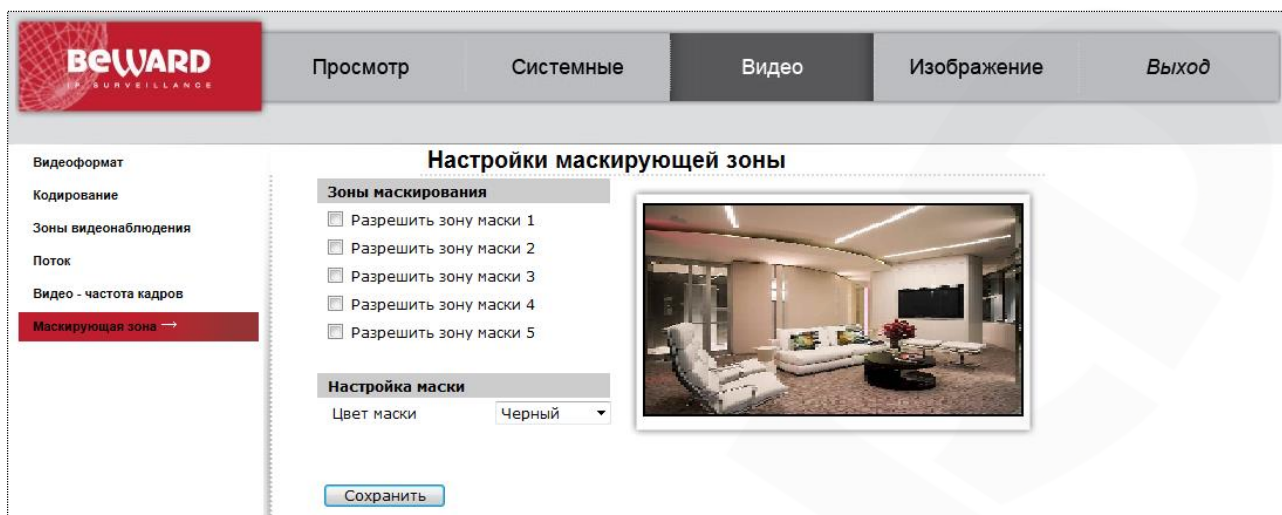 BEWARD
IP SURVEILLANCE
Просмотр
Системные
Видео
Изображение
Выход
Видеоформат
Кодирование
Зоны видеонаблюдения
Поток
Видео - частота кадров
Маскирующая зона →
Настройки маскирующей зоны
Зоны маскирования
Разрешить зону маски 1
Разрешить зону маски 2
Разрешить зону маски 3
Разрешить зону маски 4
Разрешить зону маски 5
Настройка маски
Цвет маски Черный
Сохранить